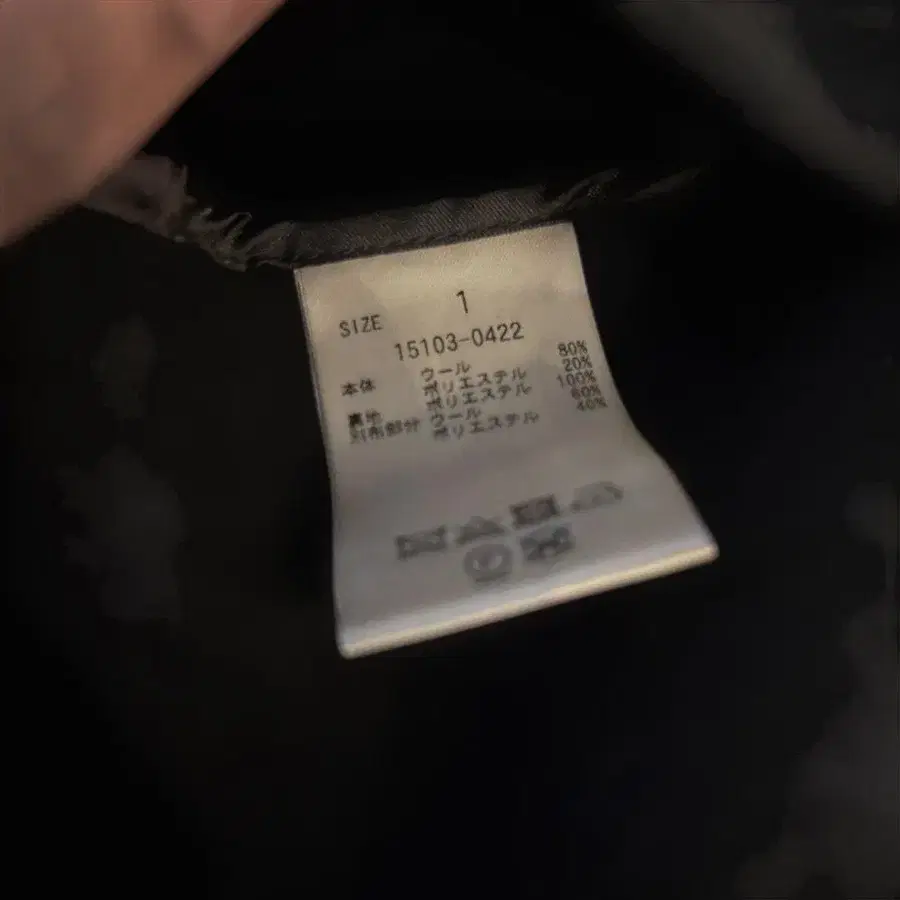 SIZE 1
15103-0422
本体 ウール 80%
ポリエステル 20%
裏地 ポリエステル 100%
別布部分 ウール 60%
ポリエステル 40%